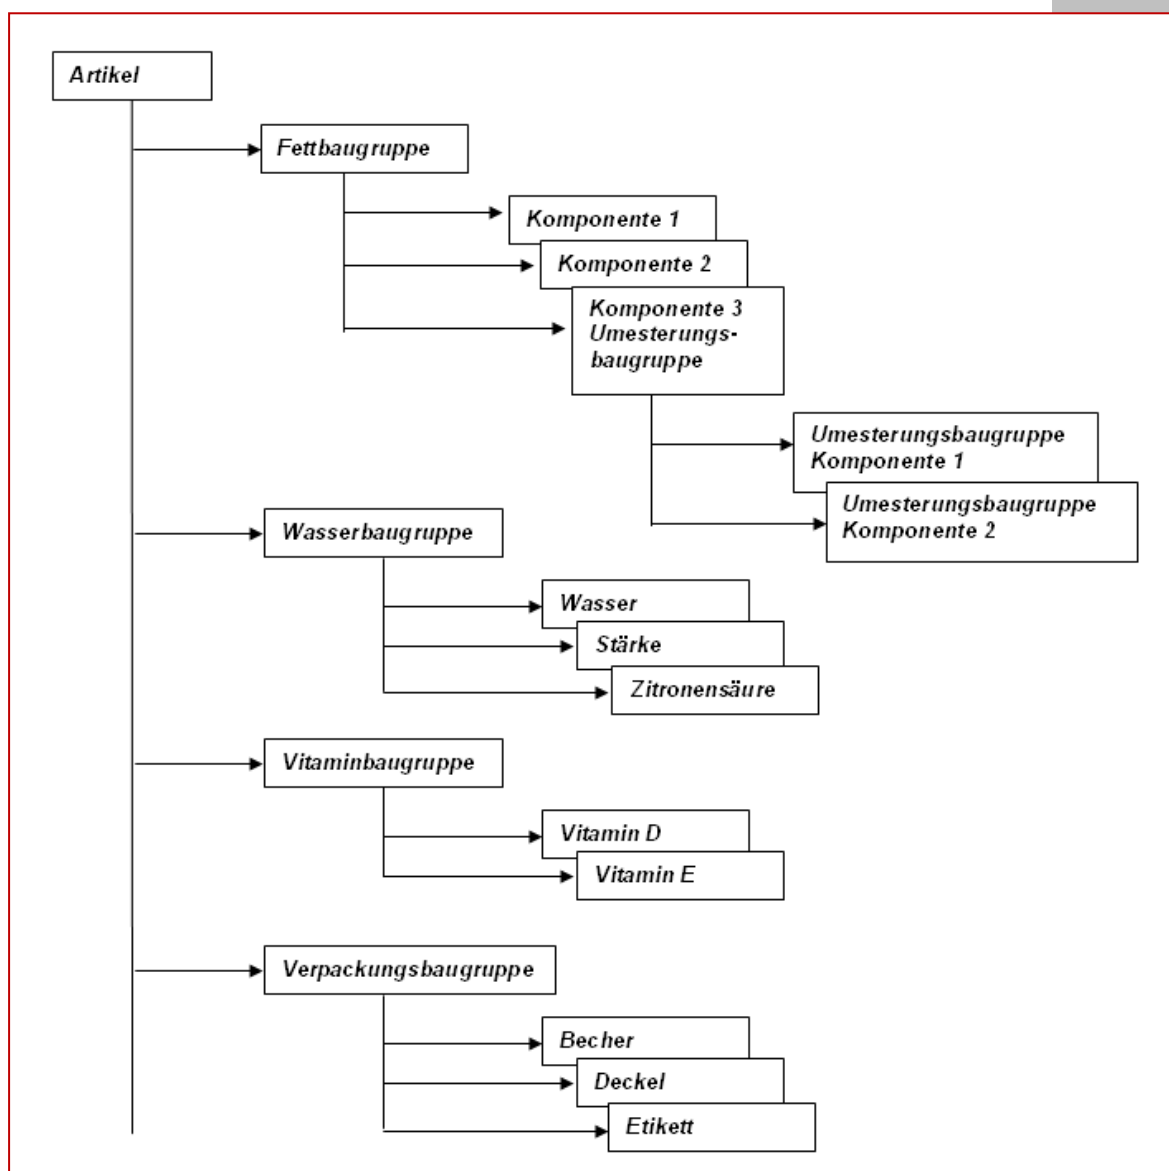 Artikel
Fettbaugruppe
Komponente 1
Komponente 2
Komponente 3
Umesterungs-
baugruppe
Umesterungsbaugruppe
Komponente 1
Umesterungsbaugruppe
Komponente 2
Wasserbaugruppe
Wasser
Stärke
Zitronensäure
Vitaminbaugruppe
Vitamin D
Vitamin E
Verpackungsbaugruppe
Becher
Deckel
Etikett